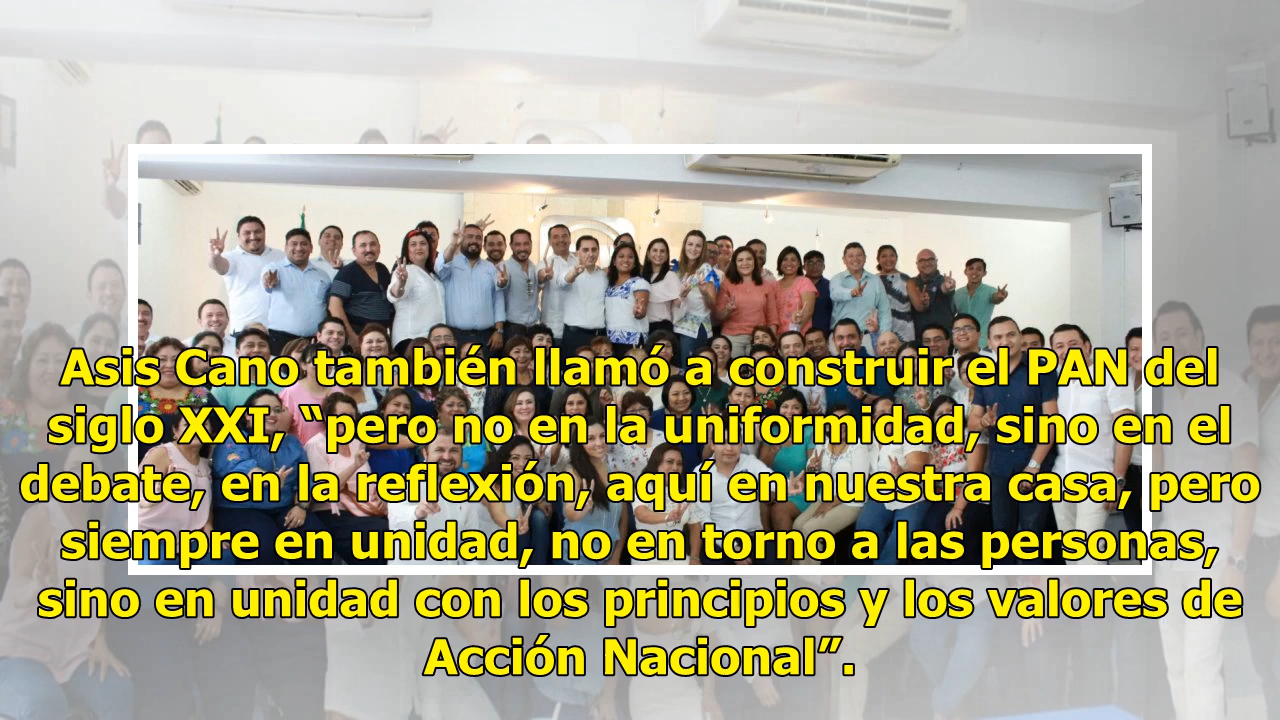 Asis Cano también llamó a construir el PAN del
siglo XXI, “pero no en la uniformidad, sino en el
debate, en la reflexión, aquí en nuestra casa, pero
siempre en unidad, no en torno a las personas,
sino en unidad con los principios y los valores de
Acción Nacional”.